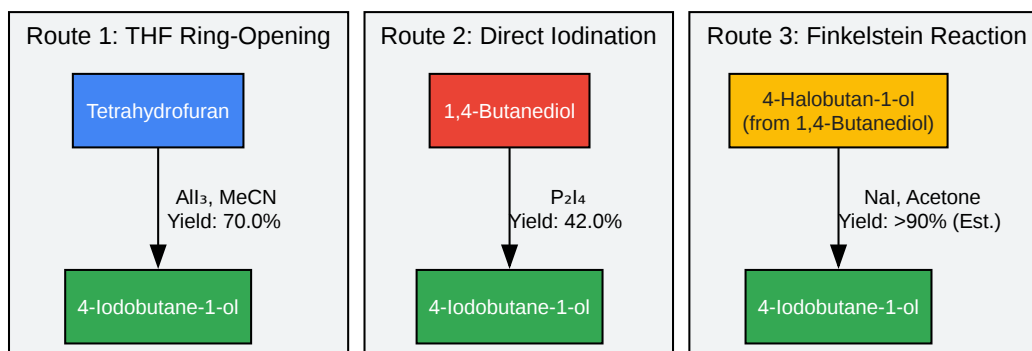 Route 1: THF Ring-Opening
Tetrahydrofuran
AlI₃, MeCN
Yield: 70.0%
4-Iodobutane-1-ol
Route 2: Direct Iodination
1,4-Butanediol
P₂I₄
Yield: 42.0%
4-Iodobutane-1-ol
Route 3: Finkelstein Reaction
4-Halobutan-1-ol
(from 1,4-Butanediol)
NaI, Acetone
Yield: >90% (Est.)
4-Iodobutane-1-ol